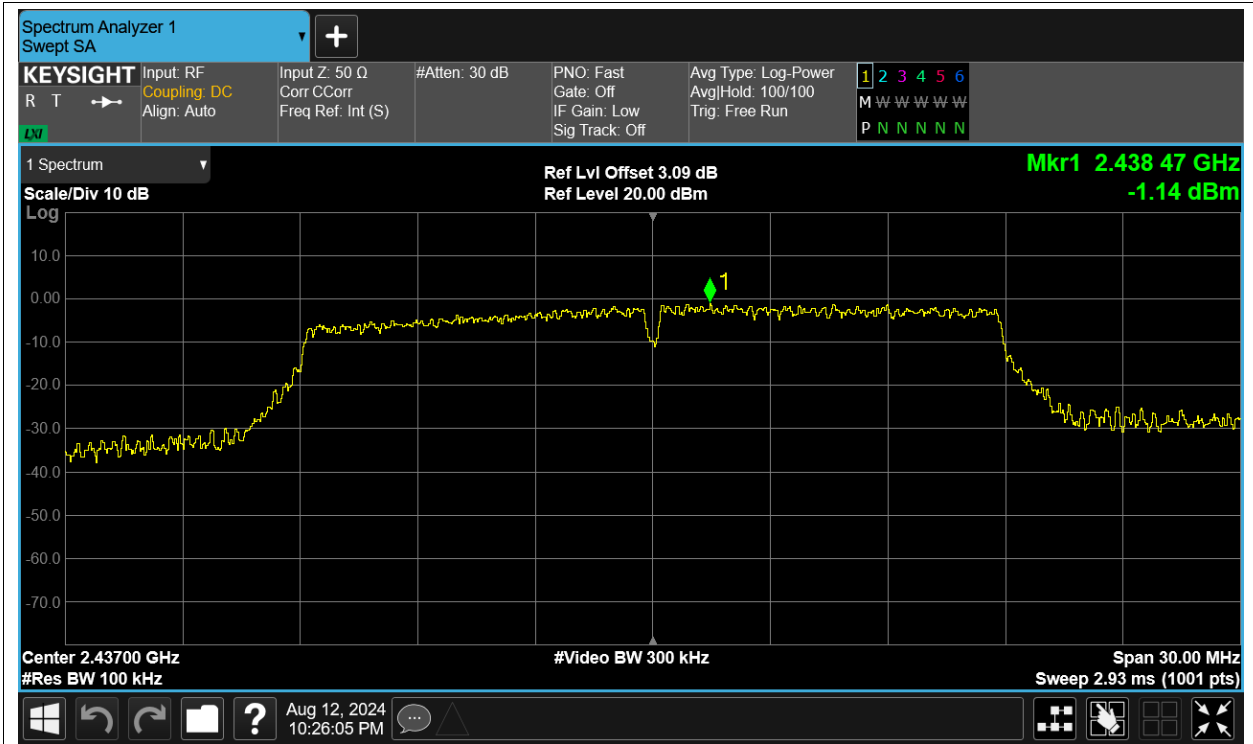 Spectrum Analyzer 1
Swept SA
KEYSIGHT
R T
LXI
Input: RF
Coupling: DC
Align: Auto
Input Z: 50 Ω
Corr CCorr
Freq Ref: Int (S)
#Atten: 30 dB
PNO: Fast
Gate: Off
IF Gain: Low
Sig Track: Off
Avg Type: Log-Power
Avg|Hold: 100/100
Trig: Free Run
1 2 3 4 5 6
M W W W W W
P N N N N N
1 Spectrum
Scale/Div 10 dB
Log
Ref Lvl Offset 3.09 dB
Ref Level 20.00 dBm
Mkr1 2.438 47 GHz
-1.14 dBm
10.0
0.00
-10.0
-20.0
-30.0
-40.0
-50.0
-60.0
-70.0
1
Center 2.43700 GHz
#Res BW 100 kHz
#Video BW 300 kHz
Span 30.00 MHz
Sweep 2.93 ms (1001 pts)
?
Aug 12, 2024
10:26:05 PM